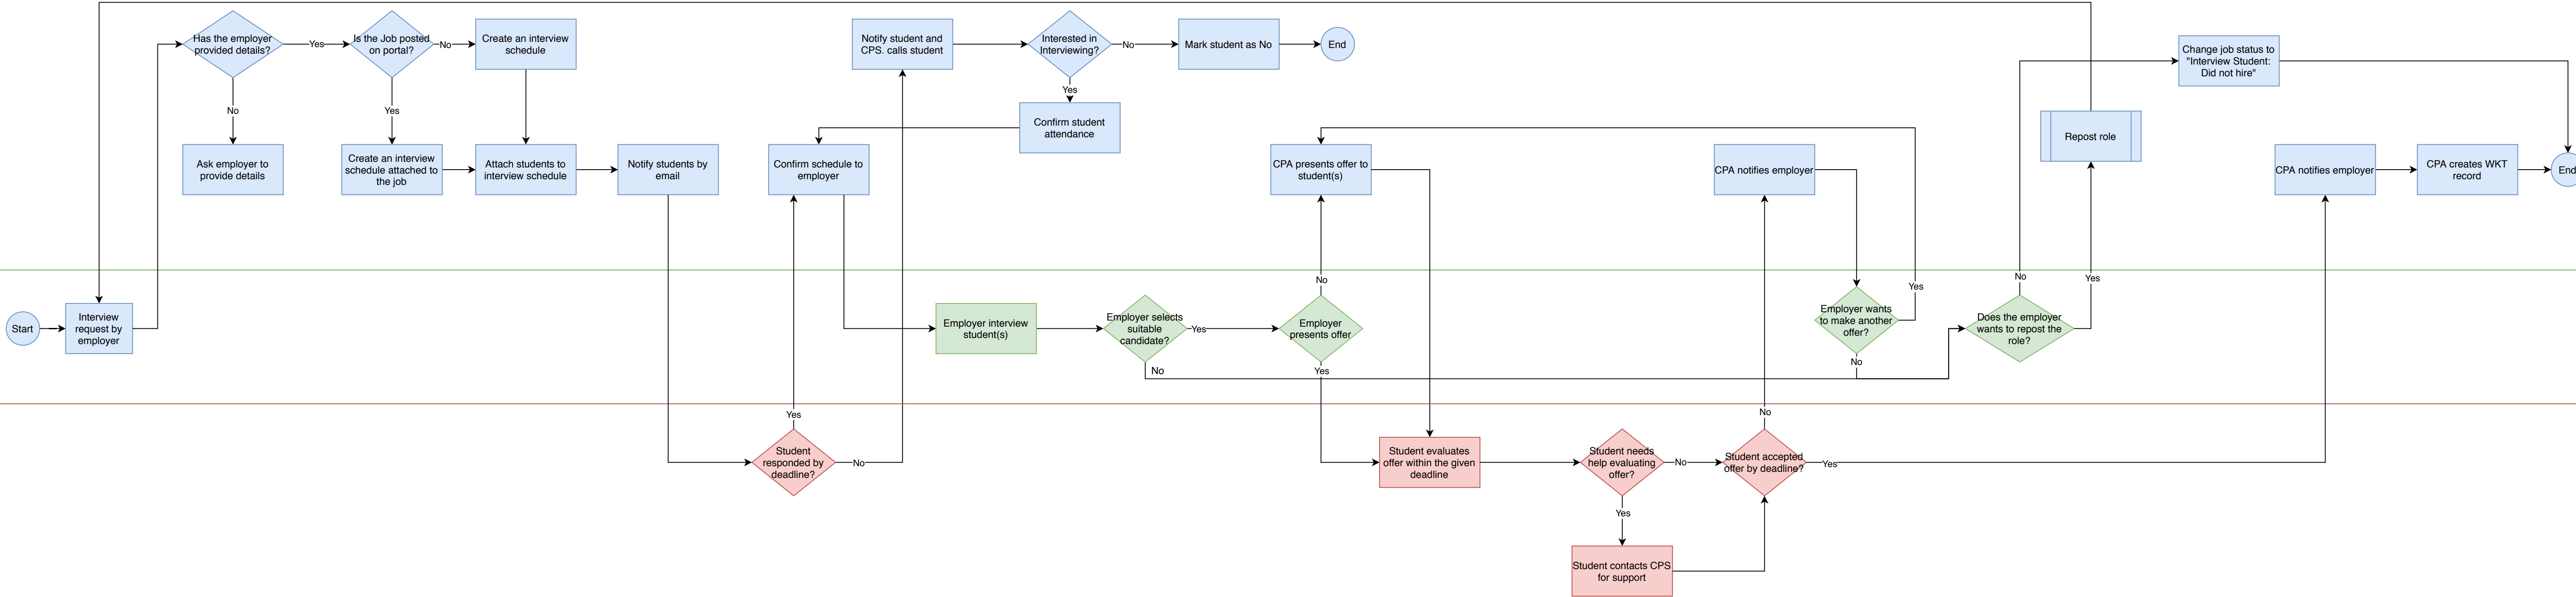 Has the employer
provided details?
Yes
Is the Job posted
on portal?
No
Create an interview
schedule
No
Yes
Ask employer to
provide details
Create an interview
schedule attached to
the job
Attach students to
interview schedule
Notify students by
email
Notify student and
CPS. calls student
Interested in
Interviewing?
No
Mark student as No
End
Yes
Confirm student
attendance
Confirm schedule to
employer
CPA presents offer to
student(s)
CPA notifies employer
Repost role
Change job status to
"Interview Student:
Did not hire"
CPA notifies employer
CPA creates WKT
record
End
Start
Interview
request by
employer
Employer interview
student(s)
Employer selects
suitable
candidate?
Yes
No
Employer
presents offer
No
Yes
Employer wants
to make another
offer?
Yes
No
Does the employer
wants to repost the
role?
No
Yes
Student
responded by
deadline?
Yes
No
Student evaluates
offer within the given
deadline
Student needs
help evaluating
offer?
No
Yes
Student accepted
offer by deadline?
No
Yes
Student contacts CPS
for support